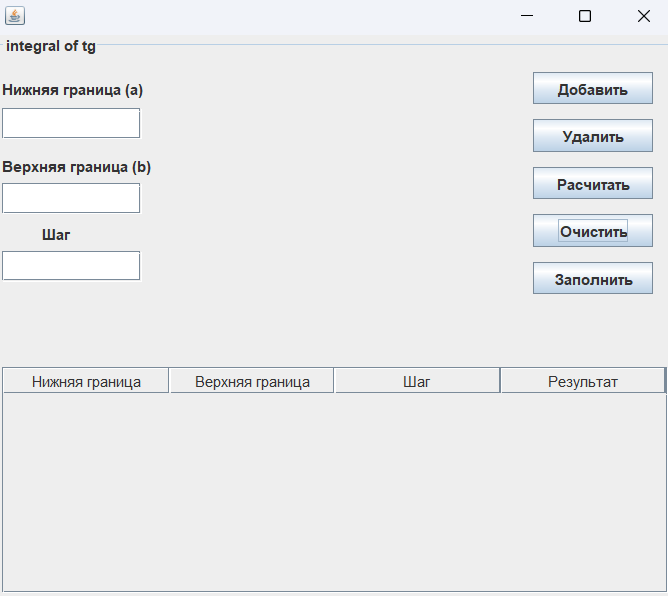 integral of tg
Нижняя граница (a)
Добавить
Удалить
Верхняя граница (b)
Расчитать
Шаг
Очистить
Заполнить
Нижняя граница Верхняя граница Шаг Результат